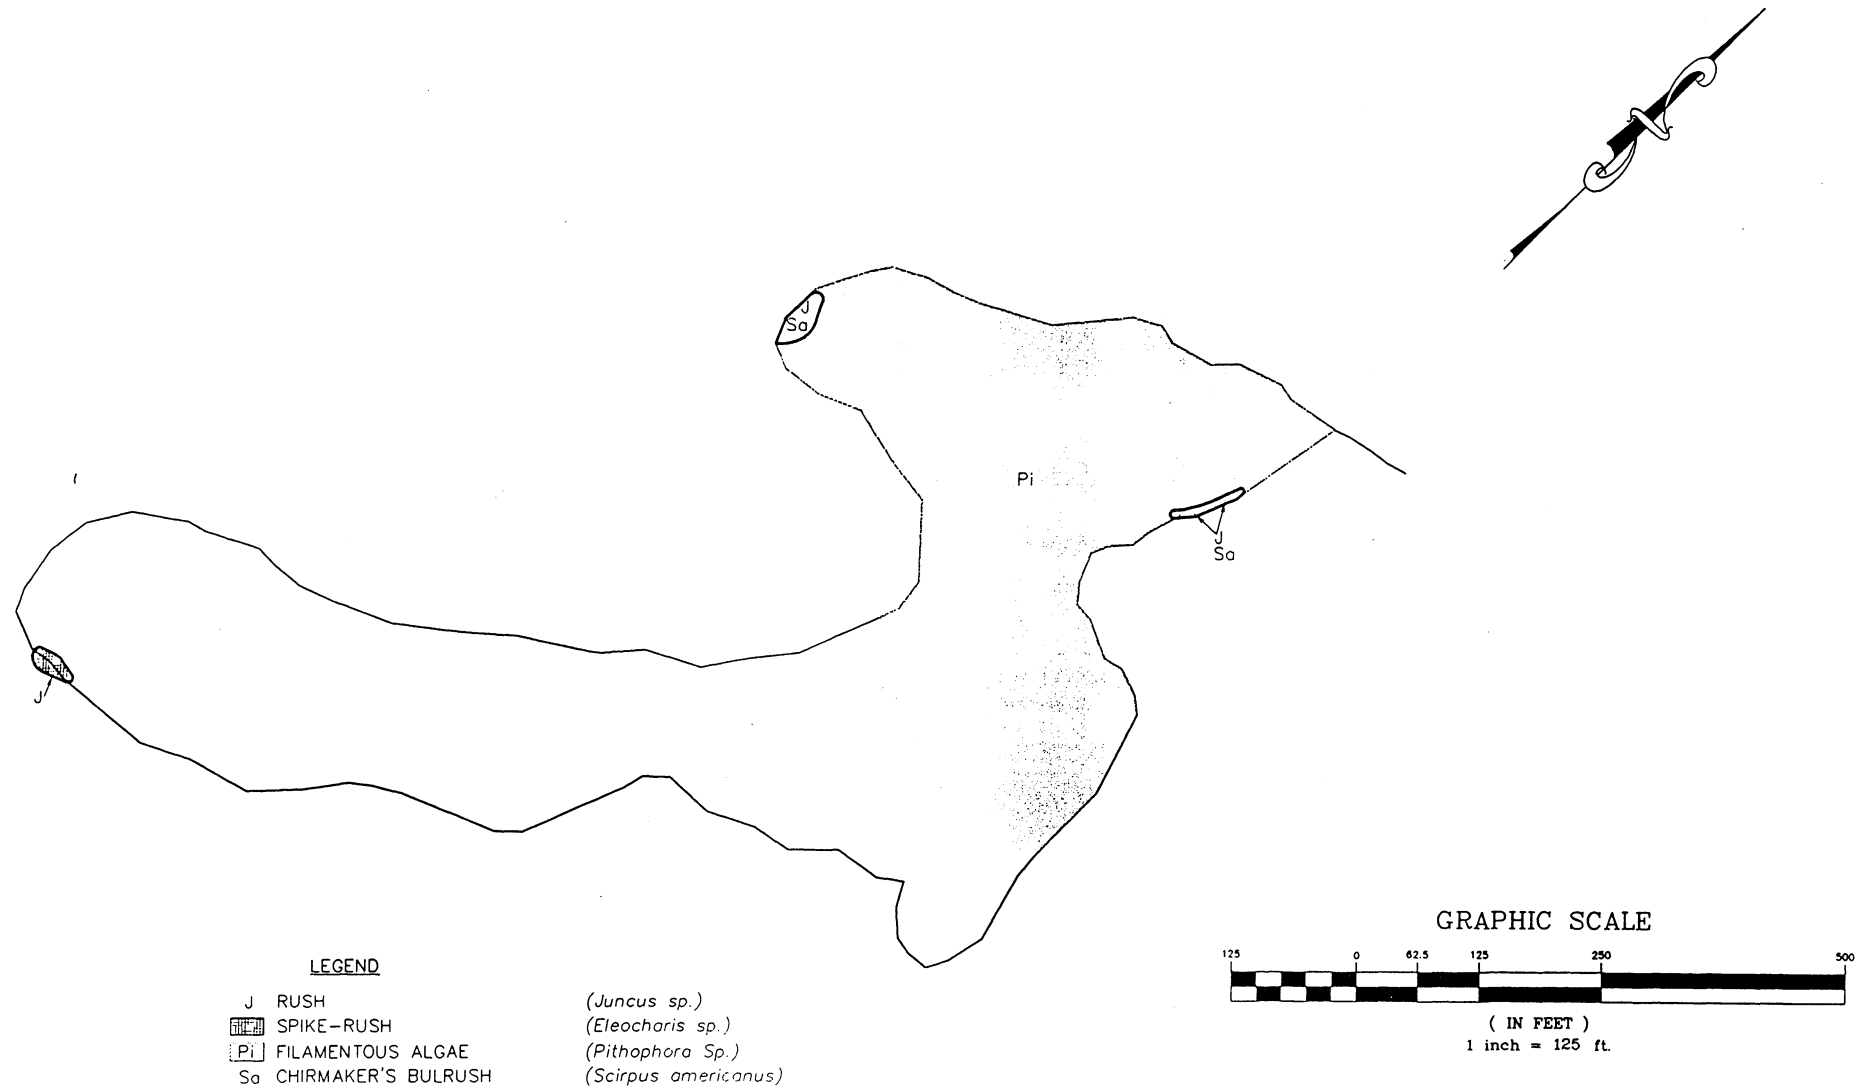 J
Sa
Pi
J
Sa
J
GRAPHIC SCALE
125 0 62.5 125 250 500
( IN FEET )
1 inch = 125 ft.
LEGEND
J RUSH (Juncus sp.)
SPIKE-RUSH (Eleocharis sp.)
Pi FILAMENTOUS ALGAE (Pithophora Sp.)
Sa CHIRMAKER'S BULRUSH (Scirpus americanus)